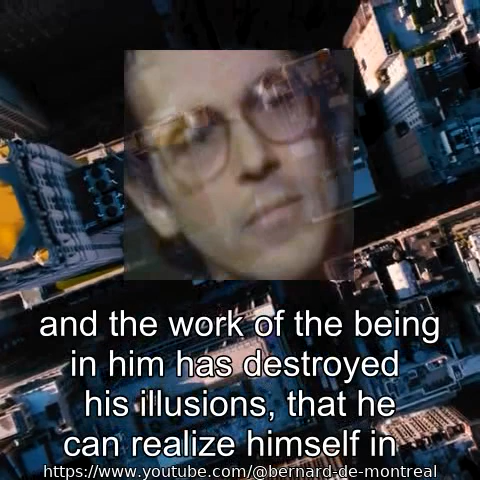 and the work of the being
in him has destroyed
his illusions, that he
can realize himself in
https://www.youtube.com/@bernard-de-montreal